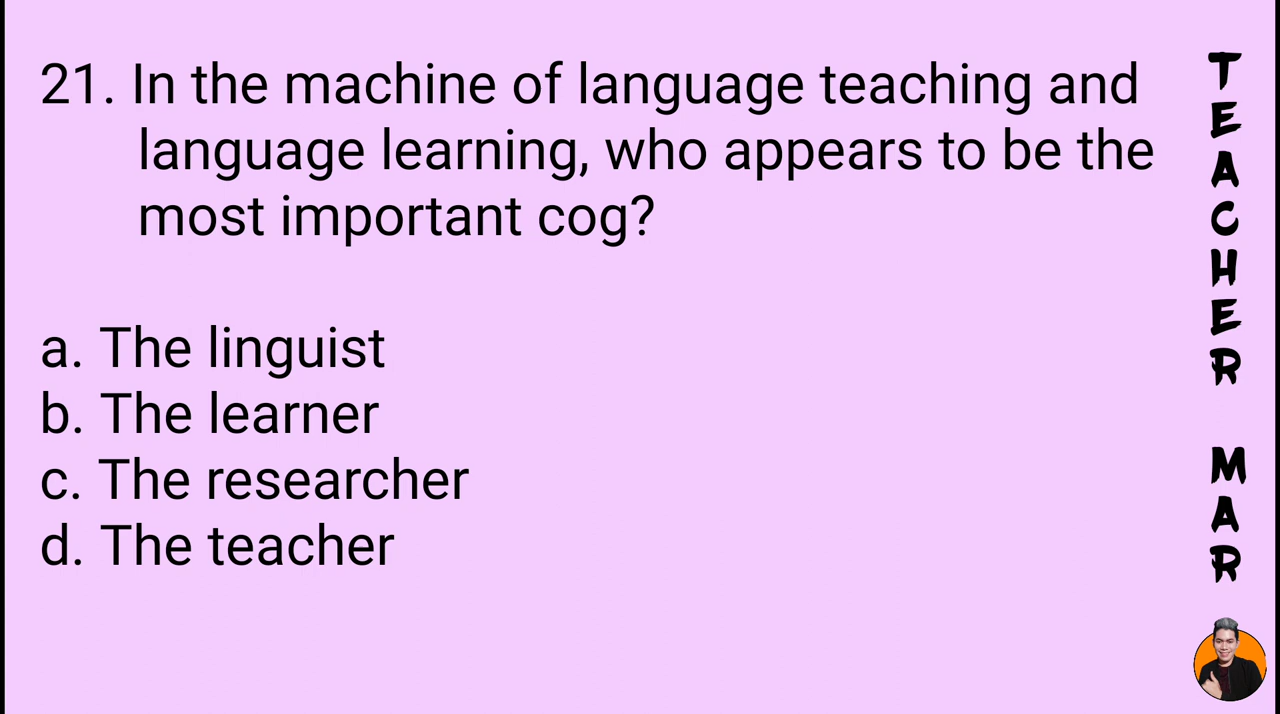 21. In the machine of language teaching and
language learning, who appears to be the
most important cog?
a. The linguist
b. The learner
c. The researcher
d. The teacher
TEACHER MAR